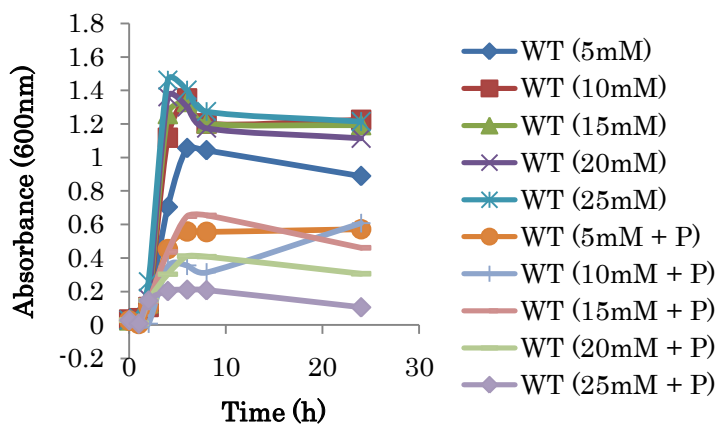 1.8
1.6
1.4
1.2
1
0.8
0.6
0.4
0.2
0
-0.2
0
10
20
30
Absorbance (600nm)
Time (h)
WT (5mM)
WT (10mM)
WT (15mM)
WT (20mM)
WT (25mM)
WT (5mM + P)
WT (10mM + P)
WT (15mM + P)
WT (20mM + P)
WT (25mM + P)